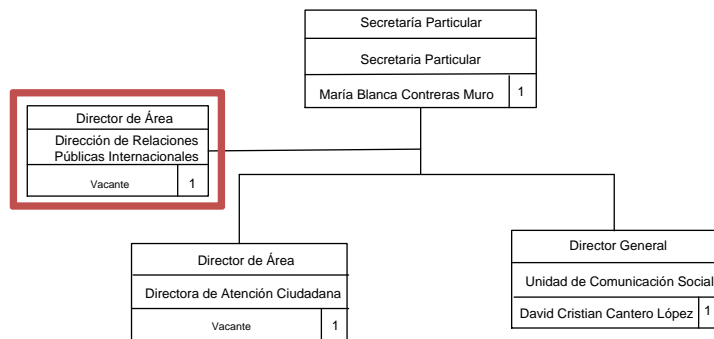 Secretaría Particular
Secretaria Particular
María Blanca Contreras Muro 1
Director de Área
Dirección de Relaciones
Públicas Internacionales
Vacante 1
Director de Área
Directora de Atención Ciudadana
Vacante 1
Director General
Unidad de Comunicación Social
David Cristian Cantero López 1